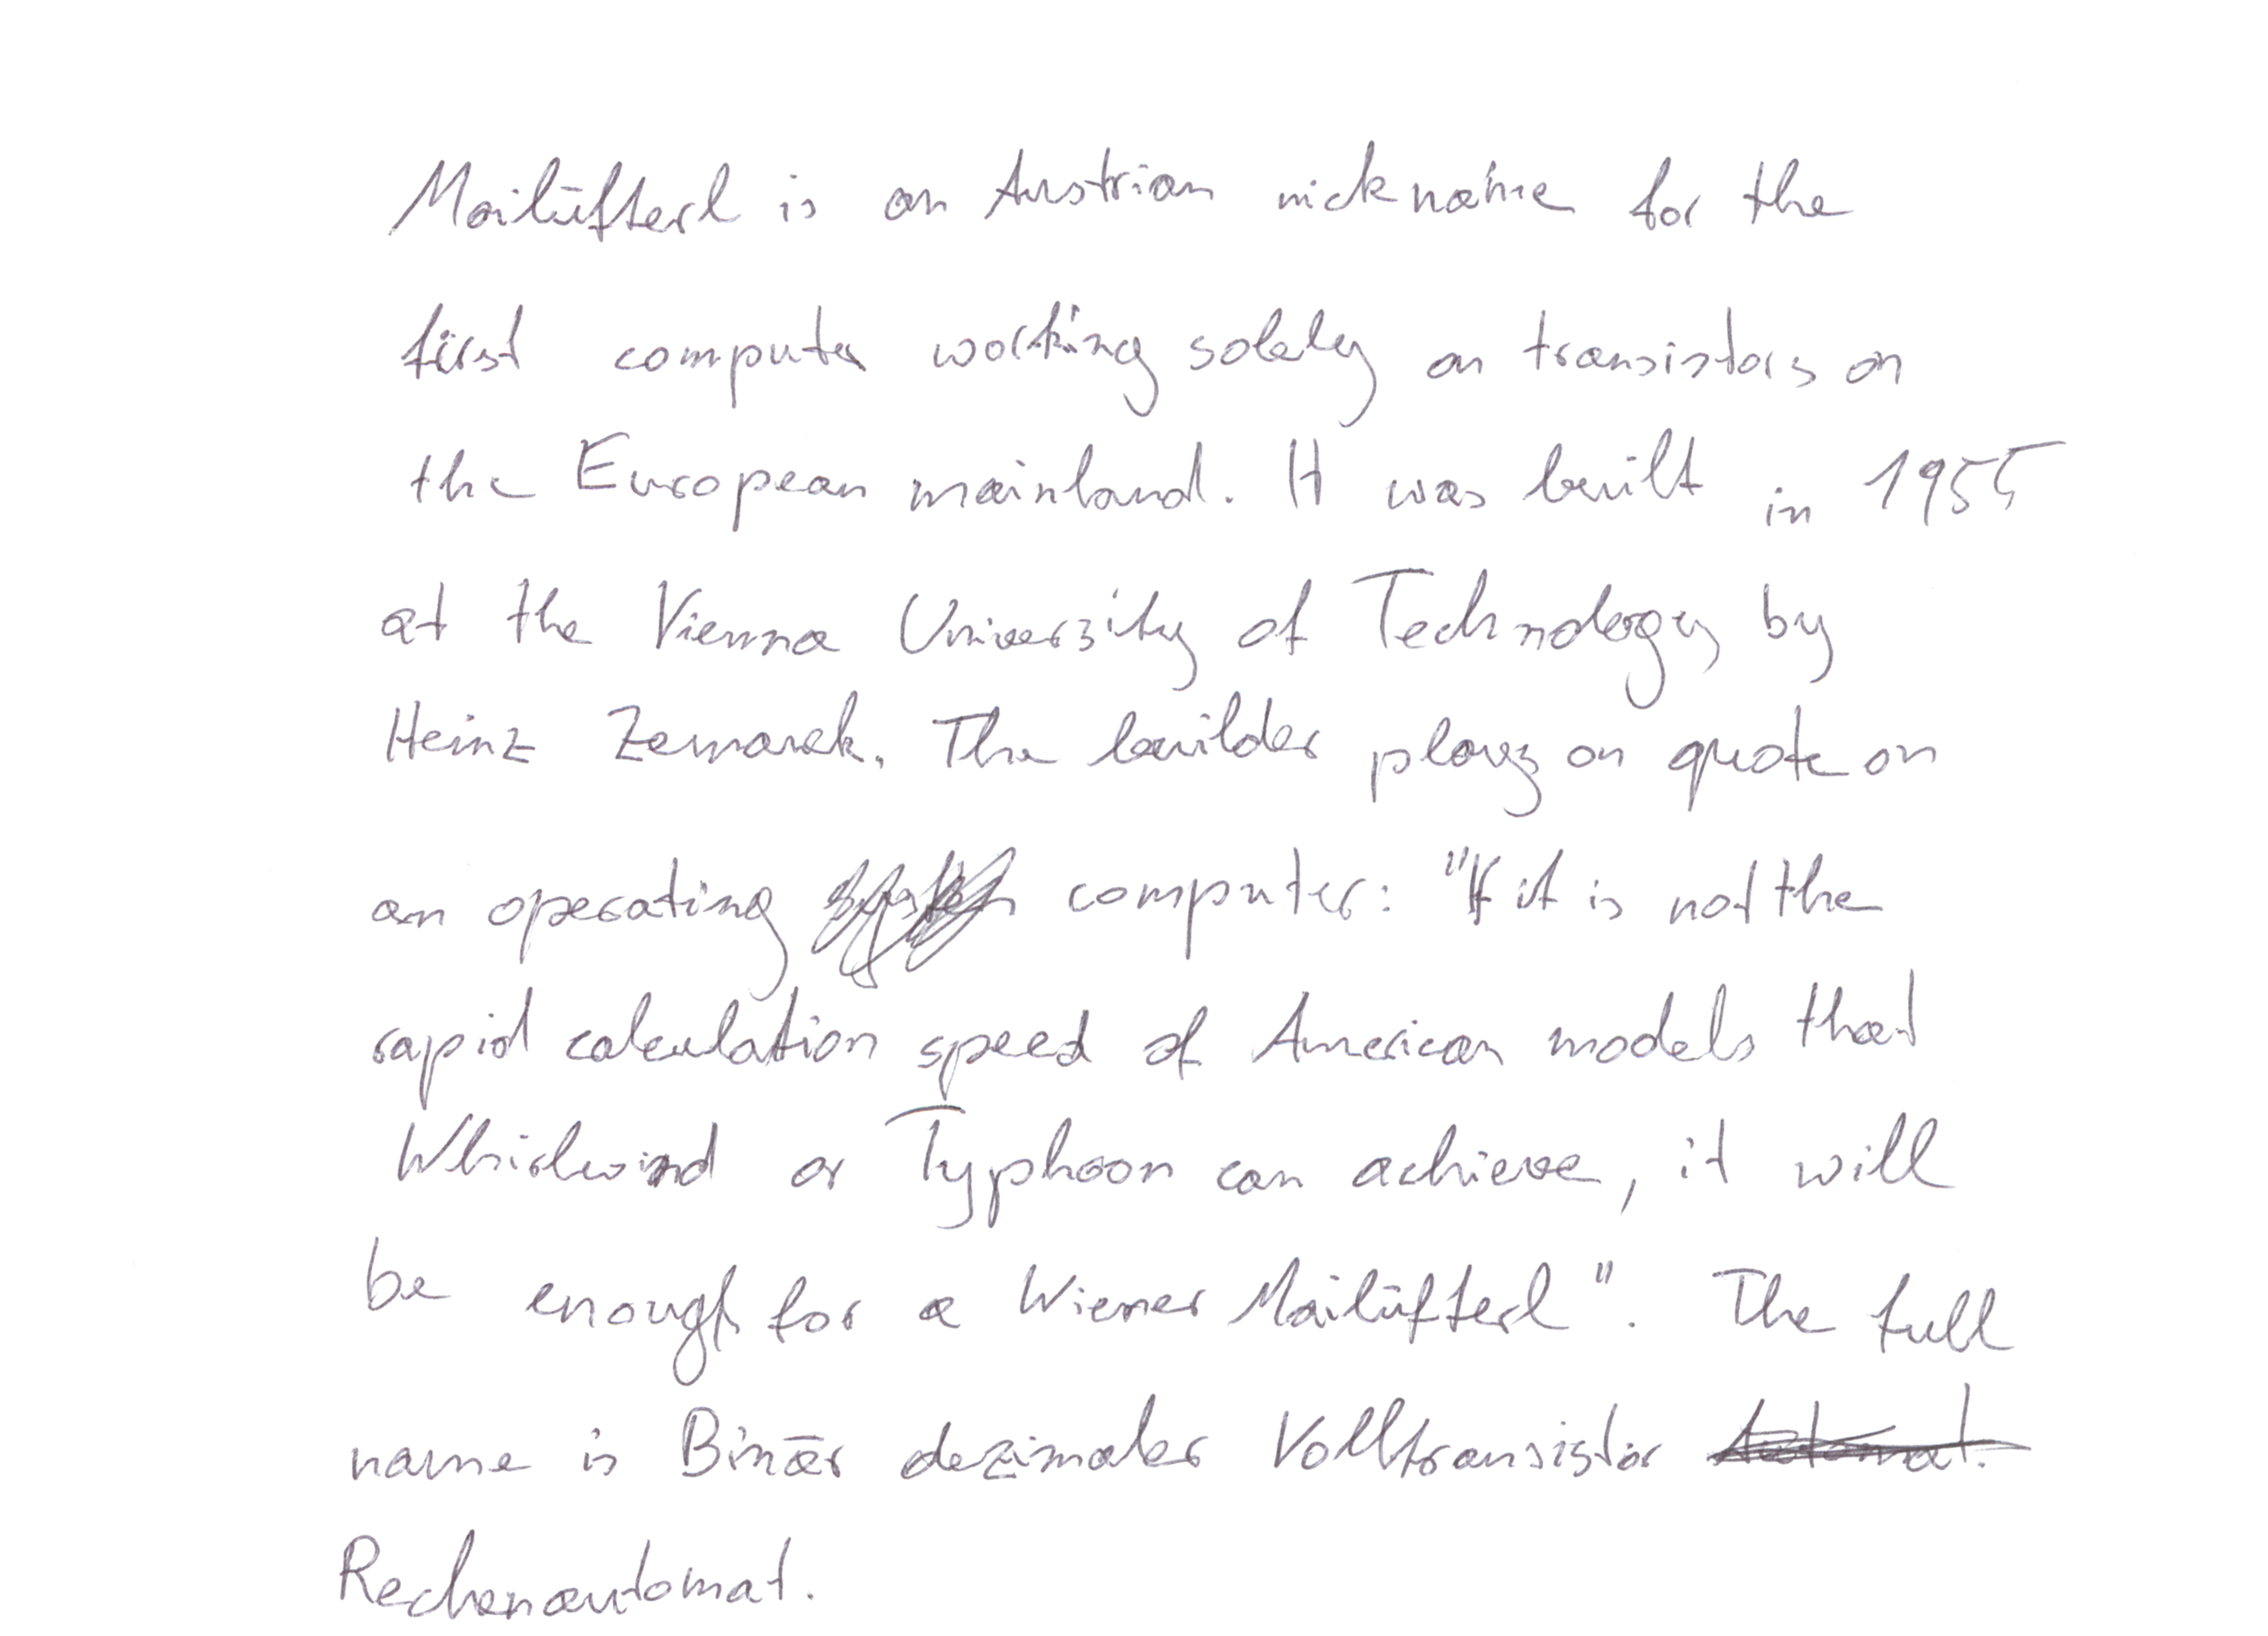 Mailüfterl is an Austrian nickname for the
first computer working solely on transistors on
the European mainland. It was built in 1955
at the Vienna University of Technology by
Heinz Zemanek. The builder plays on quote on
an operating computer: "If it is not the
rapid calculation speed of American models that
Whirlwind or Typhoon can achieve, it will
be enough for a Wiener Mailüfterl". The full
name is Binär dezimaler Volltransistor
Rechenautomat.